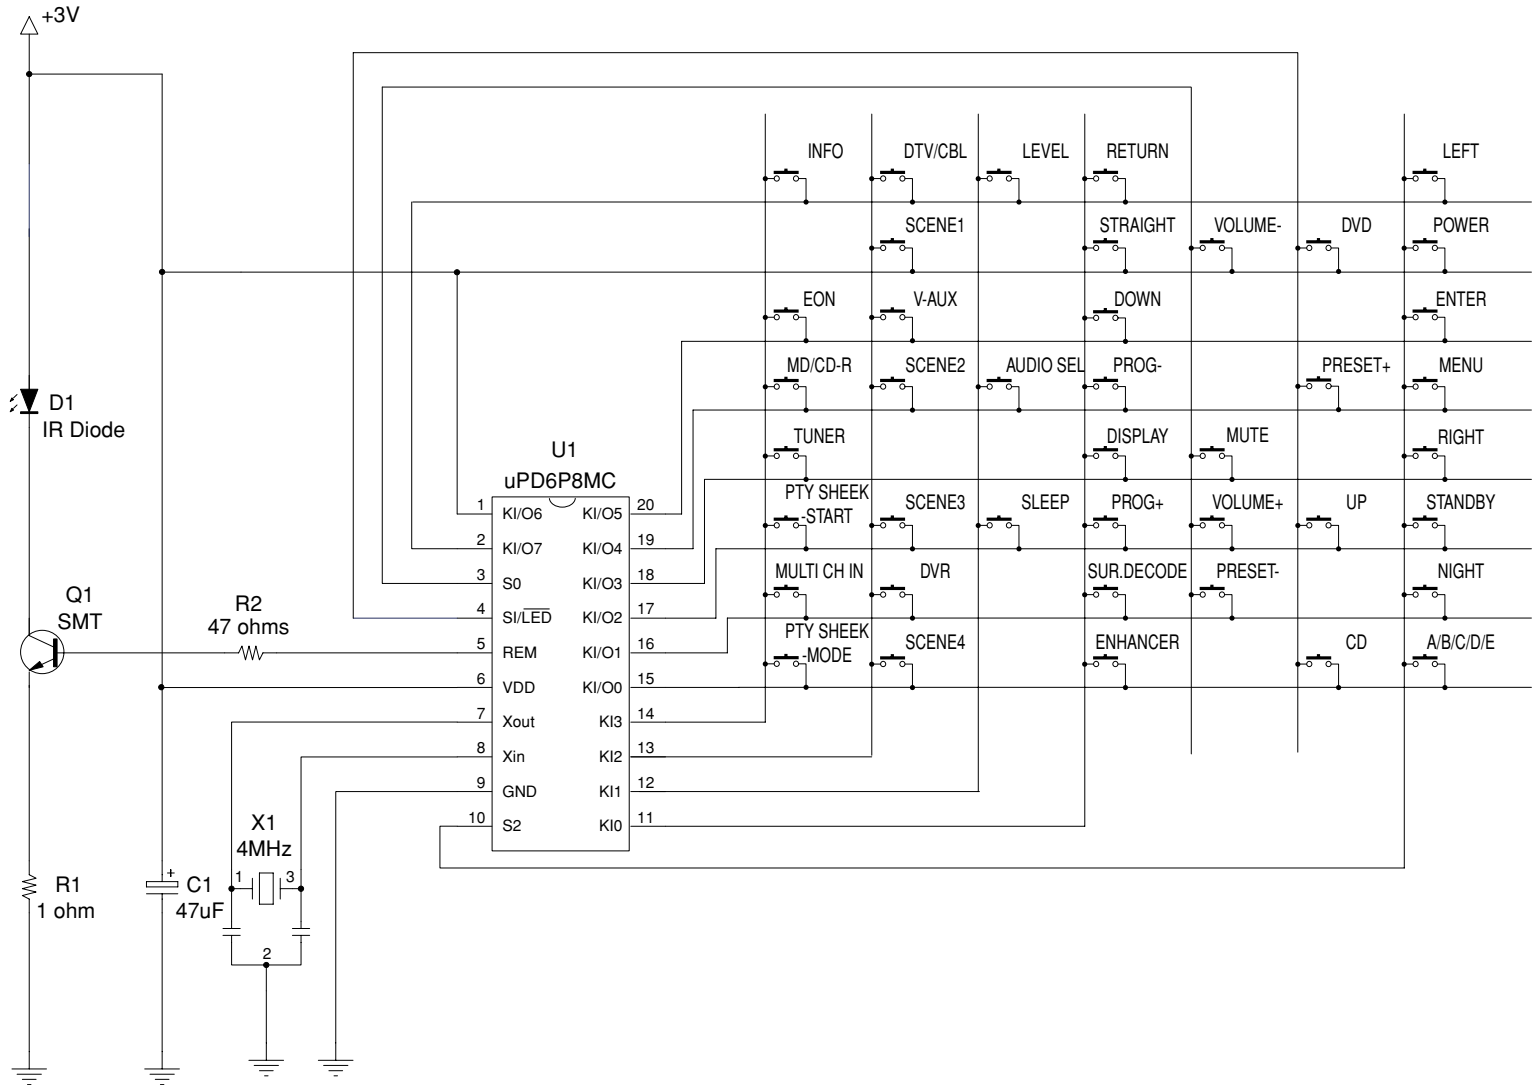 +3V
INFO DTV/CBL LEVEL RETURN LEFT
SCENE1 STRAIGHT VOLUME- DVD POWER
EON V-AUX DOWN ENTER
MD/CD-R SCENE2 AUDIO SEL PROG- PRESET+ MENU
D1
IR Diode
TUNER DISPLAY MUTE RIGHT
U1
uPD6P8MC
PTY SHEEK
-START SCENE3 SLEEP PROG+ VOLUME+ UP STANDBY
1 KI/O6 KI/O5 20
2 KI/O7 KI/O4 19
MULTI CH IN DVR SUR.DECODE PRESET- NIGHT
3 S0 KI/O3 18
Q1
SMT
R2
47 ohms
4 SI/LED KI/O2 17
PTY SHEEK
-MODE SCENE4 ENHANCER CD A/B/C/D/E
5 REM KI/O1 16
6 VDD KI/O0 15
7 Xout KI3 14
8 Xin KI2 13
9 GND KI1 12
10 S2 KI0 11
X1
4MHz
1 3
2
R1
1 ohm
+
C1
47uF